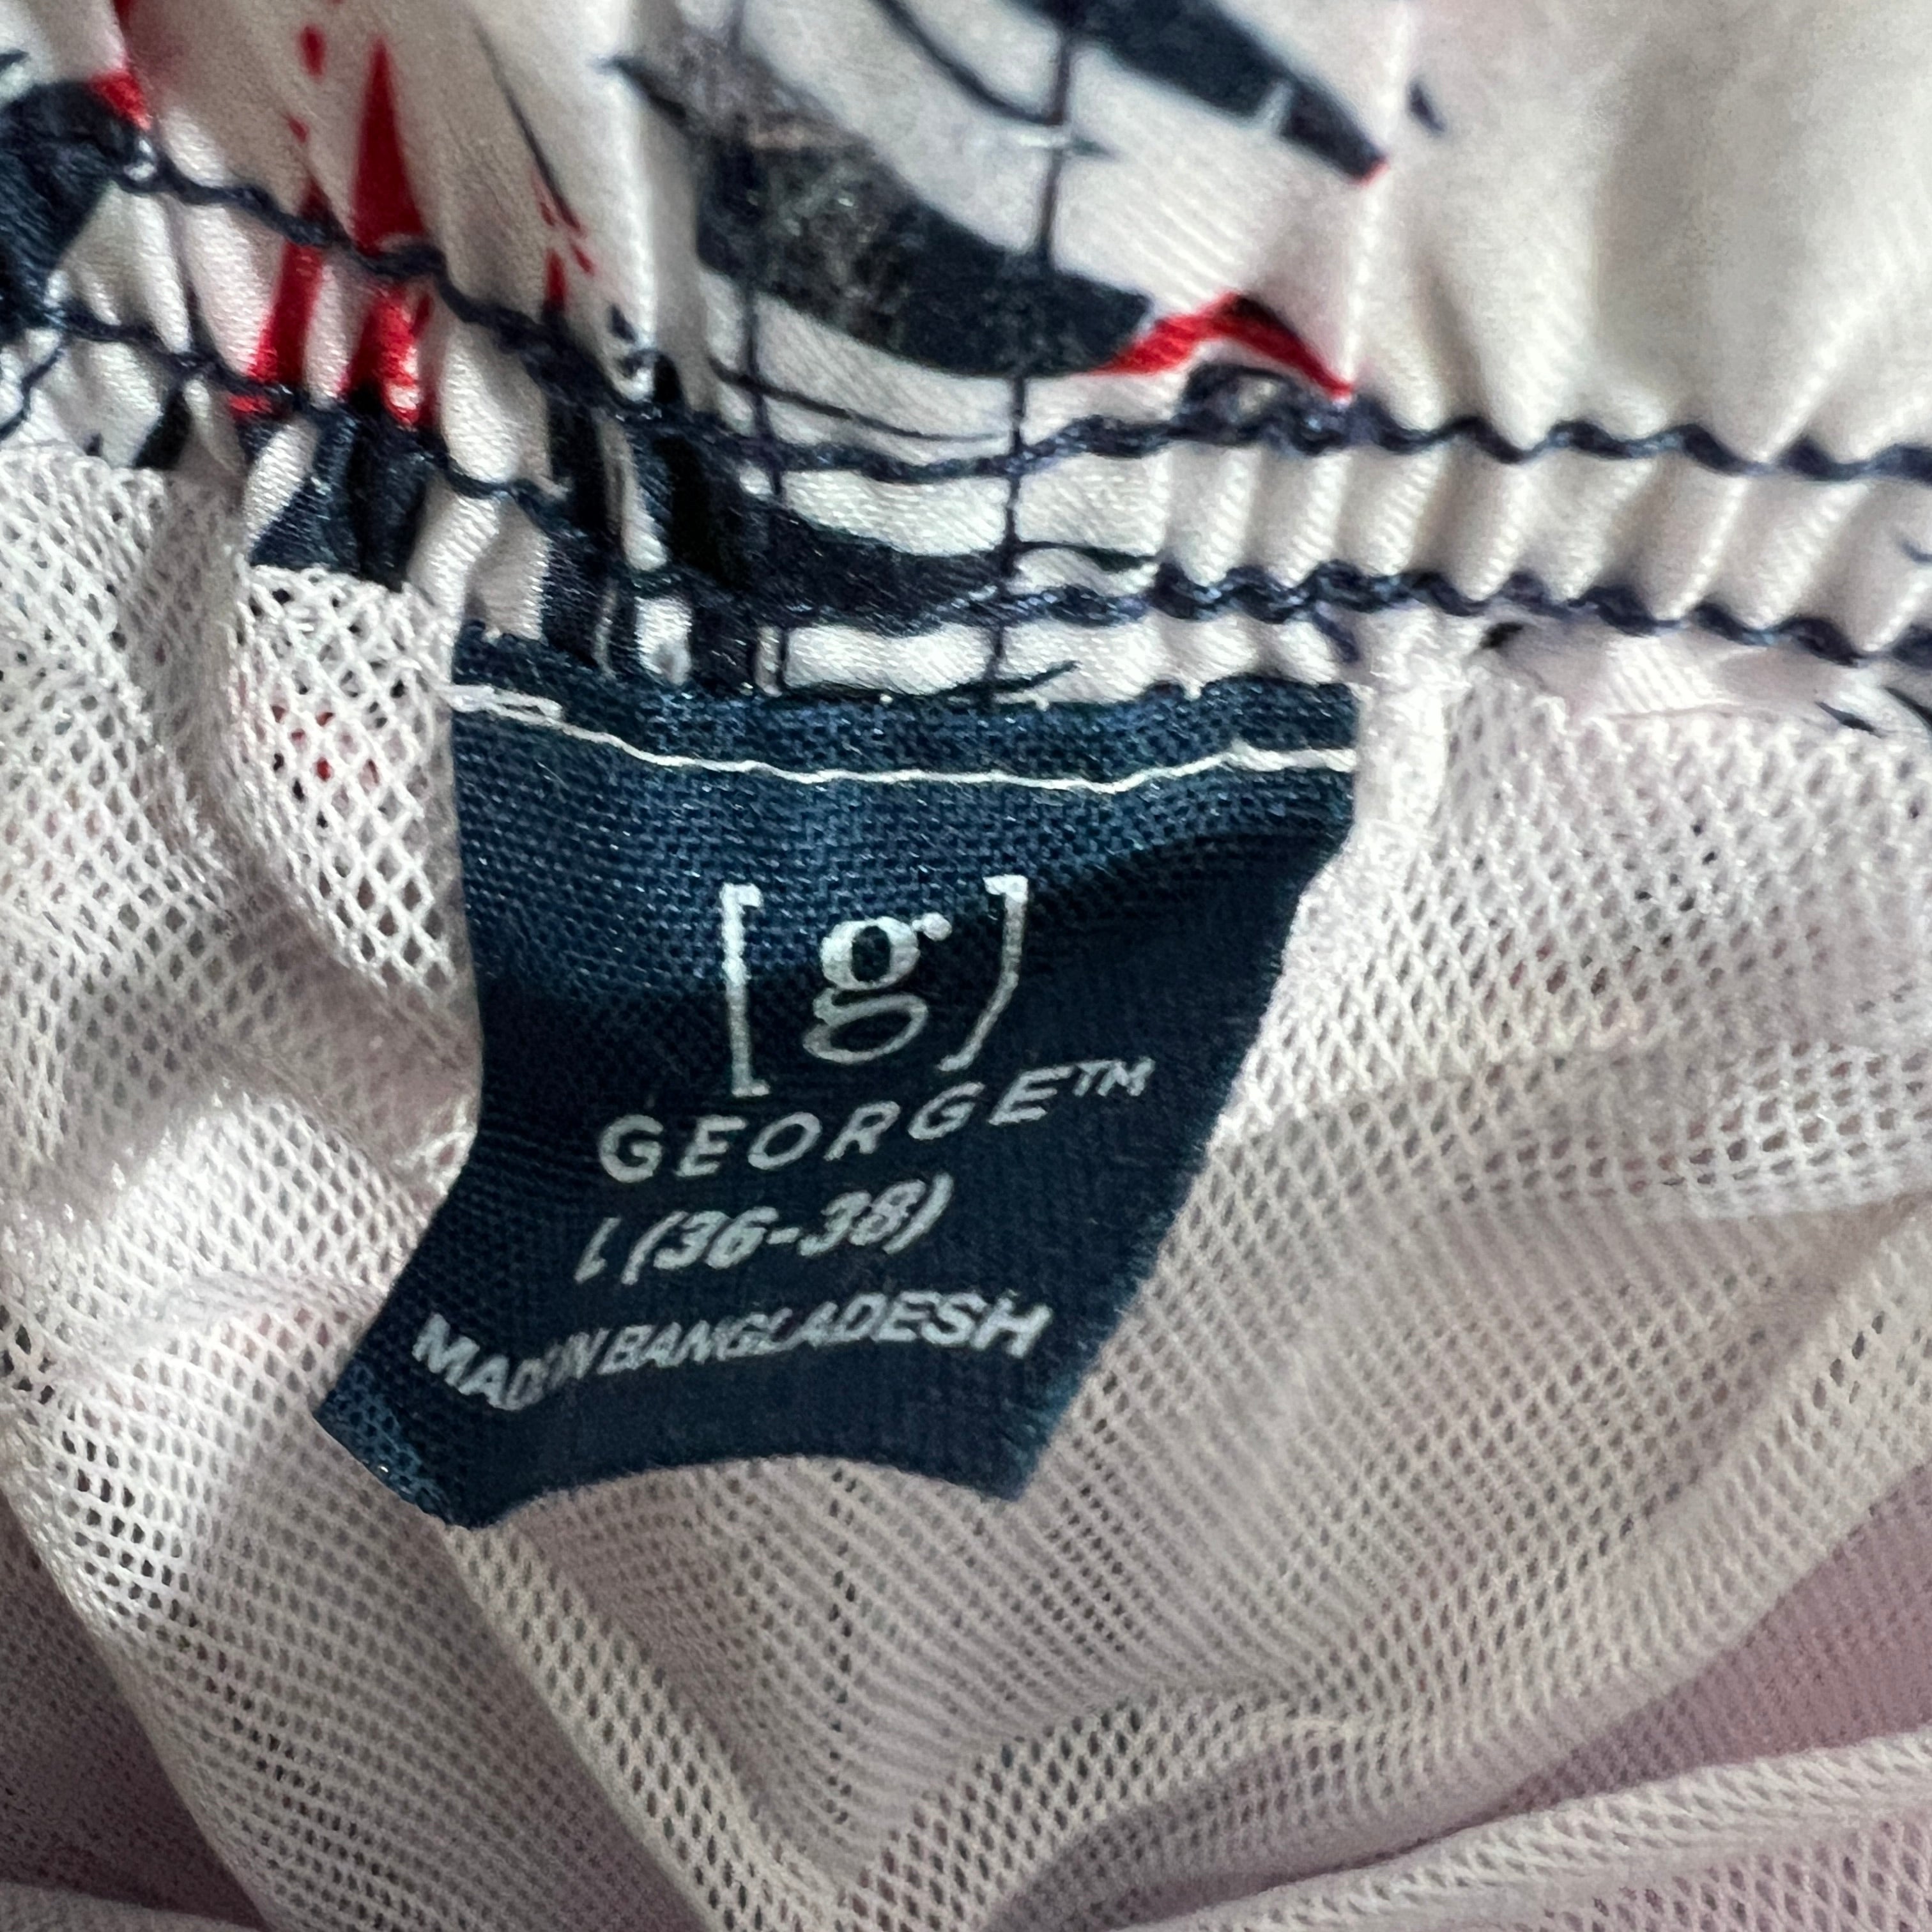 [g]
GEORGE™
L (36-38)
MADE IN BANGLADESH